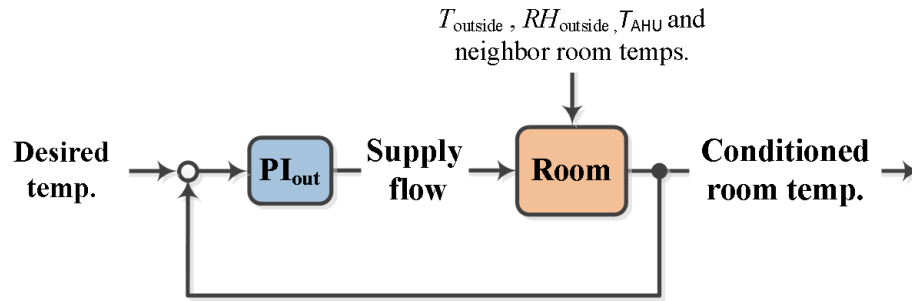 T_outside , RH_outside, T_AHU and
neighbor room temps.
Desired
temp.
PI_out
Supply
flow
Room
Conditioned
room temp.